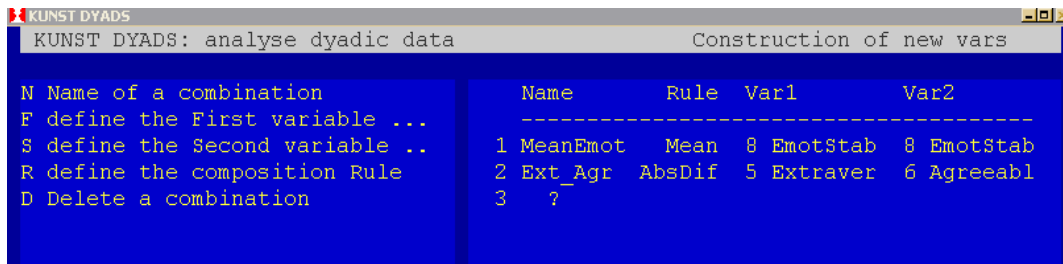 KUNST DYADS
KUNST DYADS: analyse dyadic data Construction of new vars
N Name of a combination
F define the First variable ...
S define the Second variable ..
R define the composition Rule
D Delete a combination
Name Rule Var1 Var2
---------------------------------------
1 MeanEmot Mean 8 EmotStab 8 EmotStab
2 Ext_Agr AbsDif 5 Extraver 6 Agreeabl
3 ?